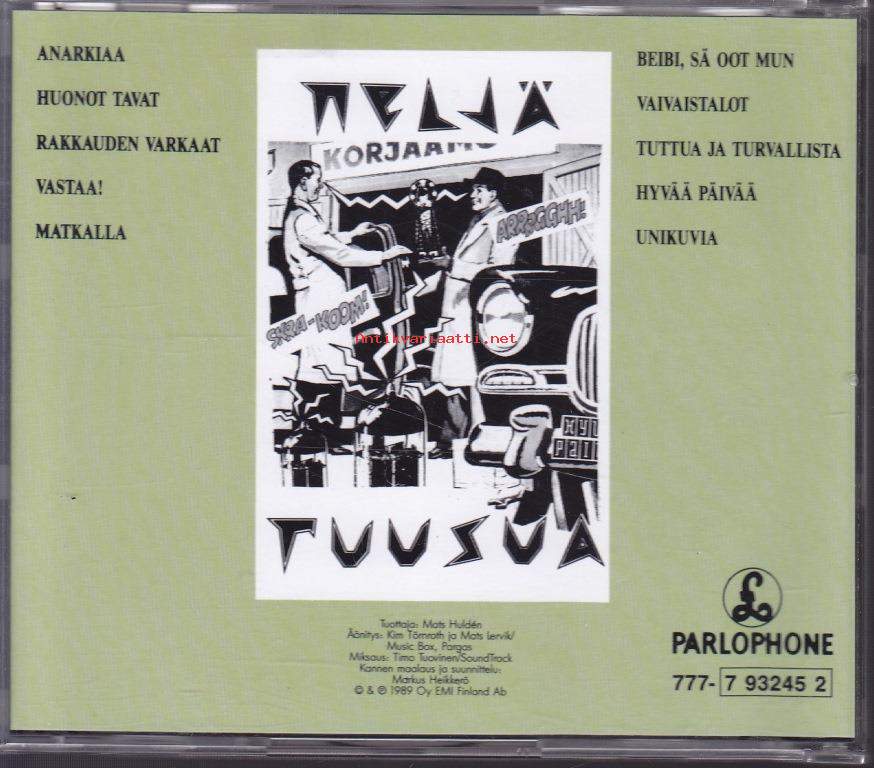 ANARKIAA
HUONOT TAVAT
RAKKAUDEN VARKAAT
VASTAA!
MATKALLA
NELJÄ
KORJAAMO
ARRRGGHH!
SKRA-KOOM!
Antikvariaatti.net
TUUSUA
BEIBI, SÄ OOT MUN
VAIVAISTALOT
TUTTUA JA TURVALLISTA
HYVÄÄ PÄIVÄÄ
UNIKUVIA
Tuottaja: Mats Huldén
Äänitys: Kim Törnroth ja Mats Lervik/
Music Box, Pargas
Miksaus: Timo Tuovinen/SoundTrack
Kannen maalaus ja suunnittelu:
Markus Heikkerö
© & ℗ 1989 Oy EMI Finland Ab
£
PARLOPHONE
777- 7 93245 2